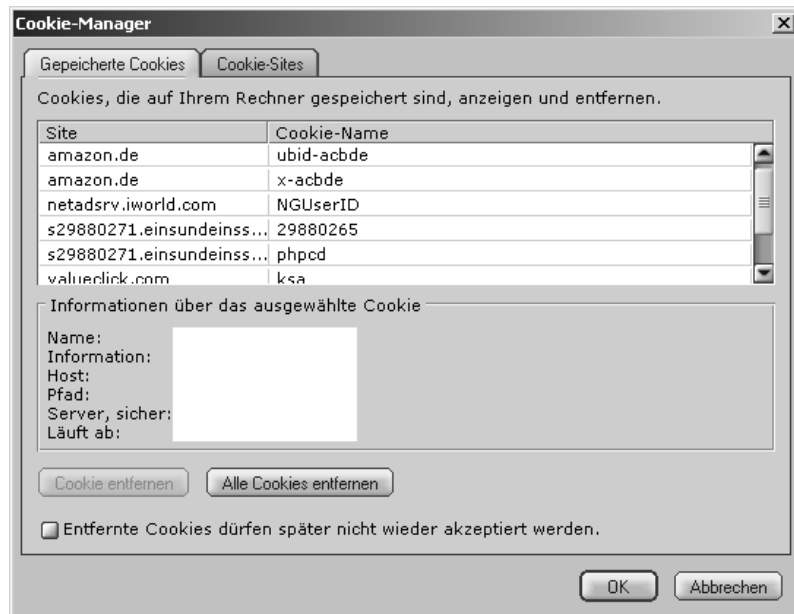 Cookie-Manager
Gepeicherte Cookies Cookie-Sites
Cookies, die auf Ihrem Rechner gespeichert sind, anzeigen und entfernen.
Site Cookie-Name
amazon.de ubid-acbde
amazon.de x-acbde
netadsrv.iworld.com NGUserID
s29880271.einsundeinss... 29880265
s29880271.einsundeinss... phpcd
valueclick.com ksa
Informationen über das ausgewählte Cookie
Name:
Information:
Host:
Pfad:
Server, sicher:
Läuft ab:
Cookie entfernen Alle Cookies entfernen
Entfernte Cookies dürfen später nicht wieder akzeptiert werden.
OK Abbrechen